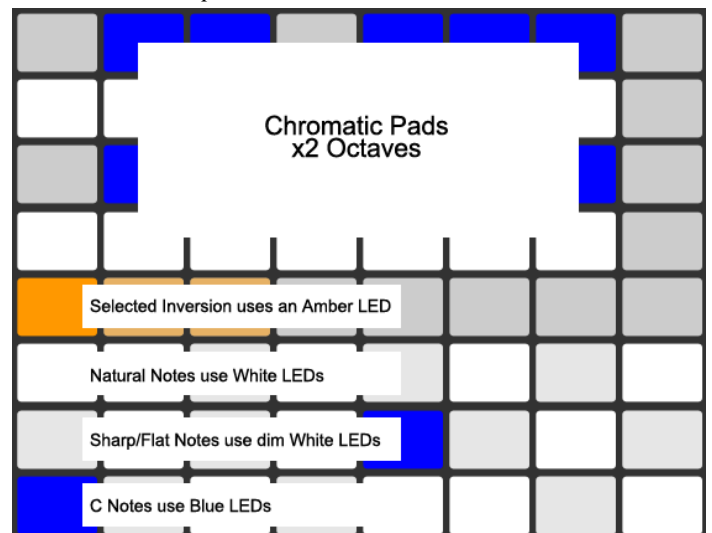 Chromatic Pads
x2 Octaves
Selected Inversion uses an Amber LED
Natural Notes use White LEDs
Sharp/Flat Notes use dim White LEDs
C Notes use Blue LEDs